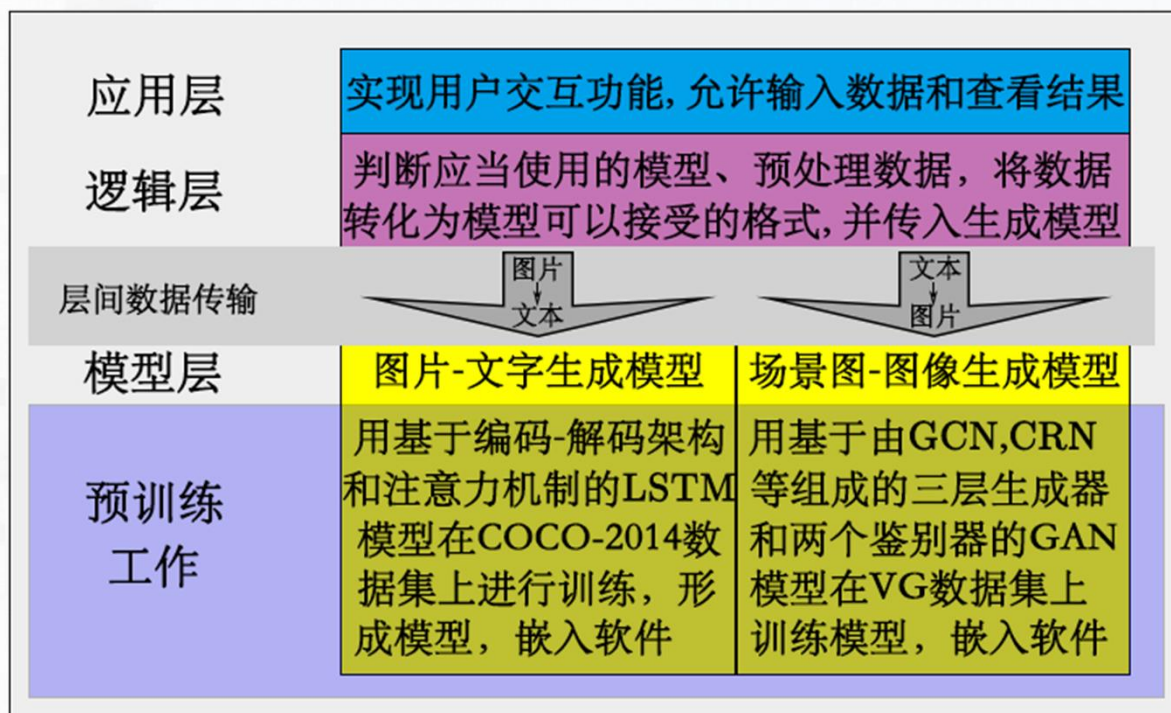 应用层
实现用户交互功能,允许输入数据和查看结果
逻辑层
判断应当使用的模型、预处理数据，将数据
转化为模型可以接受的格式,并传入生成模型
层间数据传输
图片
↓
文本
文本
↓
图片
模型层
图片-文字生成模型
场景图-图像生成模型
预训练
工作
用基于编码-解码架构
和注意力机制的LSTM
模型在COCO-2014数
据集上进行训练，形
成模型，嵌入软件
用基于由GCN,CRN
等组成的三层生成器
和两个鉴别器的GAN
模型在VG数据集上
训练模型，嵌入软件